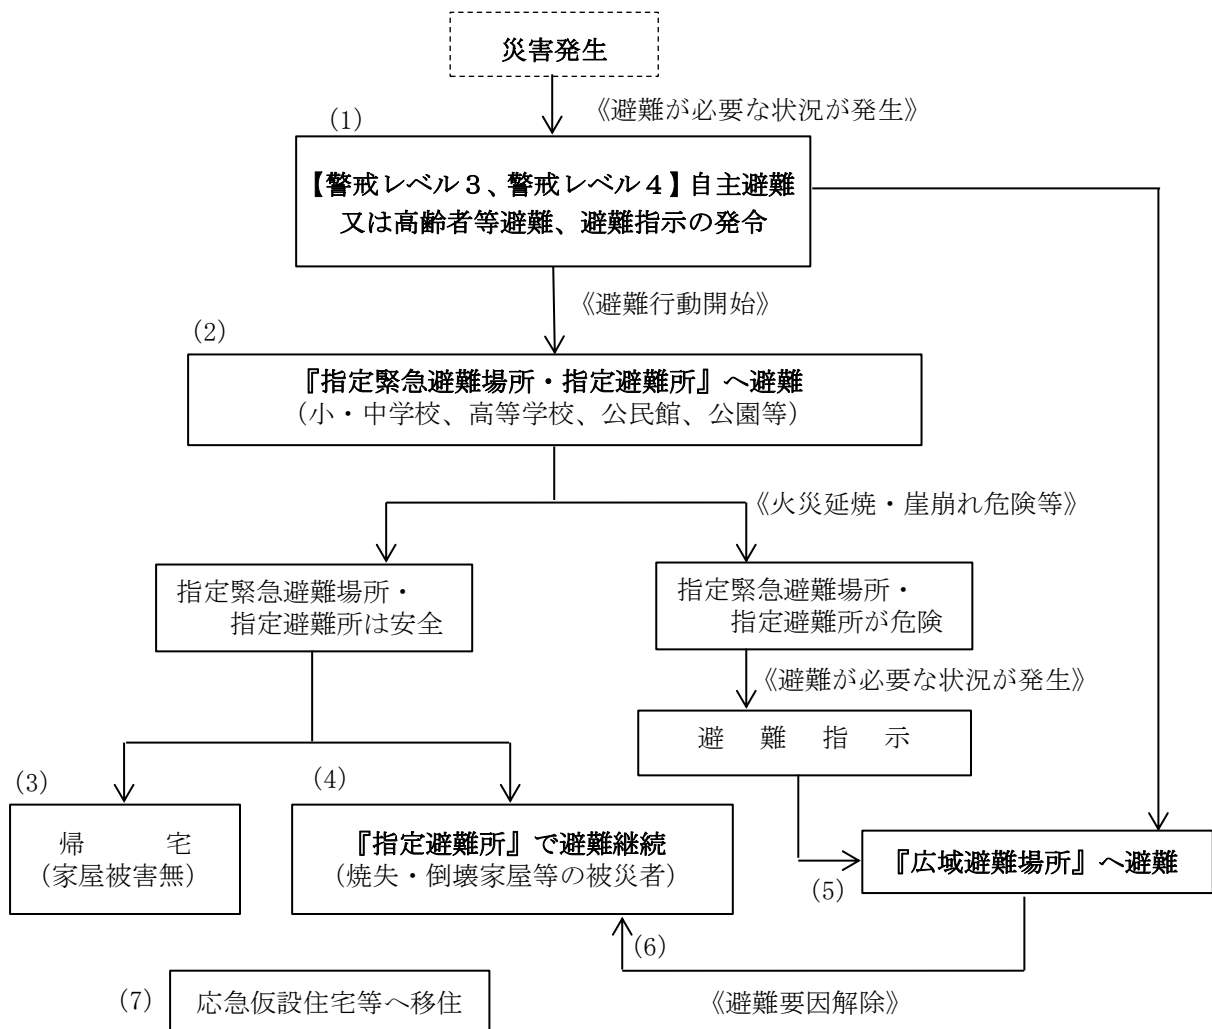 災害発生
《避難が必要な状況が発生》
(1)
【警戒レベル３、警戒レベル４】自主避難
又は高齢者等避難、避難指示の発令
《避難行動開始》
(2)
『指定緊急避難場所・指定避難所』へ避難
（小・中学校、高等学校、公民館、公園等）
《火災延焼・崖崩れ危険等》
指定緊急避難場所・
指定避難所は安全
指定緊急避難場所・
指定避難所が危険
《避難が必要な状況が発生》
避　難　指　示
(3)
帰　　　宅
（家屋被害無）
(4)
『指定避難所』で避難継続
（焼失・倒壊家屋等の被災者）
『広域避難場所』へ避難
(5)
(6)
(7)
応急仮設住宅等へ移住
《避難要因解除》